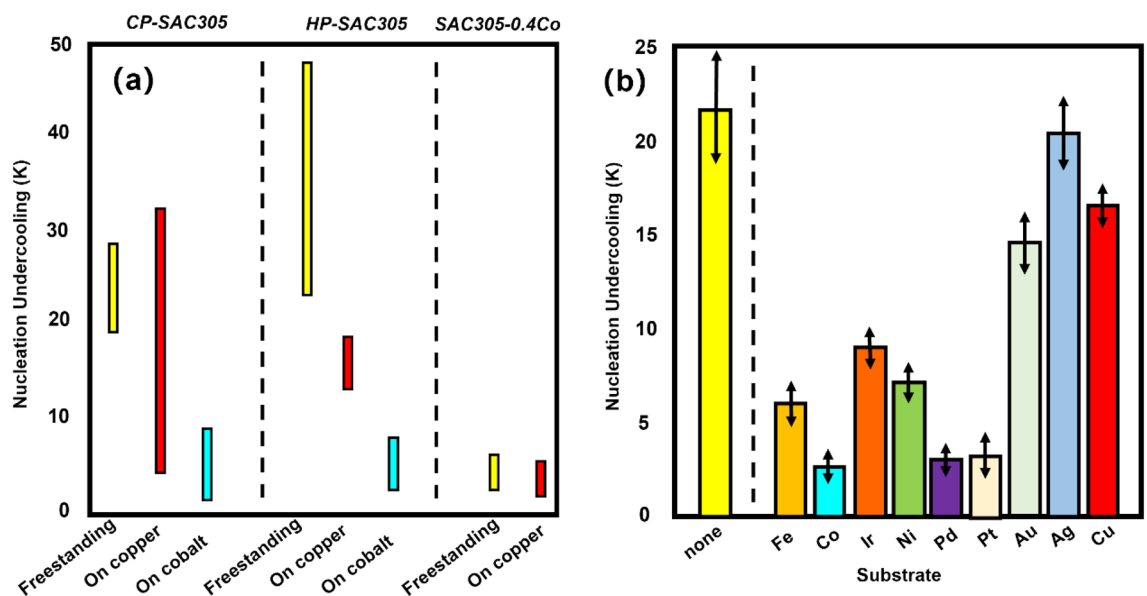 CP-SAC305 HP-SAC305 SAC305-0.4Co
(a)
Nucleation Undercooling (K)
50
40
30
20
10
0
Freestanding
On copper
On cobalt
Freestanding
On copper
On cobalt
Freestanding
On copper
(b)
Nucleation Undercooling (K)
25
20
15
10
5
0
none Fe Co Ir Ni Pd Pt Au Ag Cu
Substrate